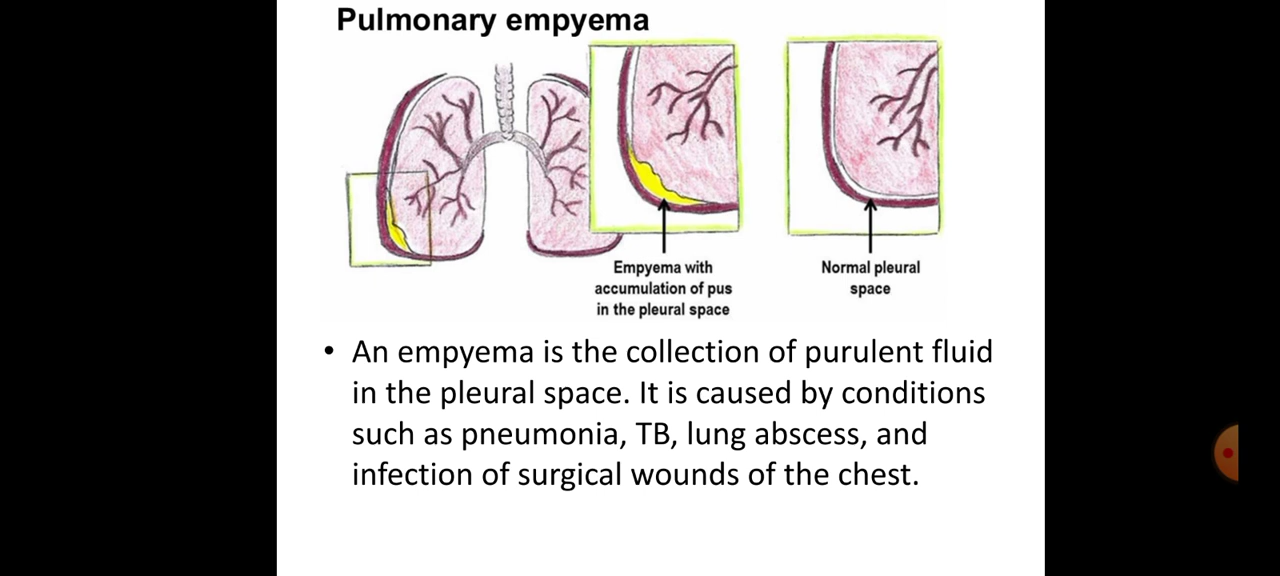 Pulmonary empyema
Empyema with
accumulation of pus
in the pleural space
Normal pleural
space
• An empyema is the collection of purulent fluid
in the pleural space. It is caused by conditions
such as pneumonia, TB, lung abscess, and
infection of surgical wounds of the chest.